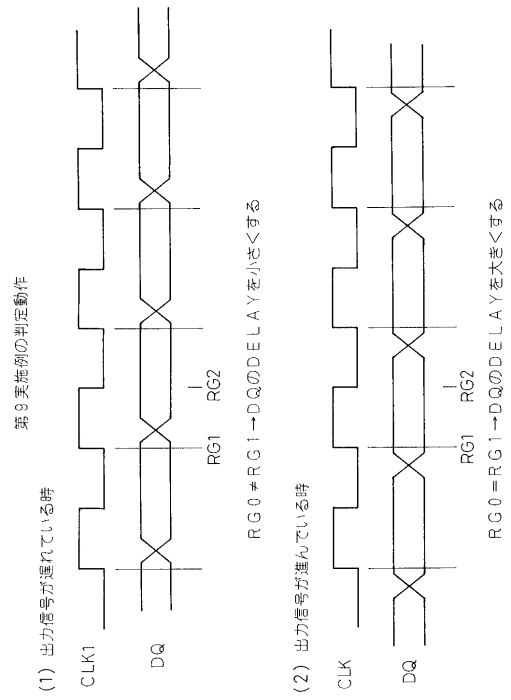 第9実施例の判定動作
(1) 出力信号が遅れている時
CLK1
DQ
RG1
RG2
RG0≠RG1→DQのDELAYを小さくする
(2) 出力信号が進んでいる時
CLK
DQ
RG1
RG2
RG0=RG1→DQのDELAYを大きくする